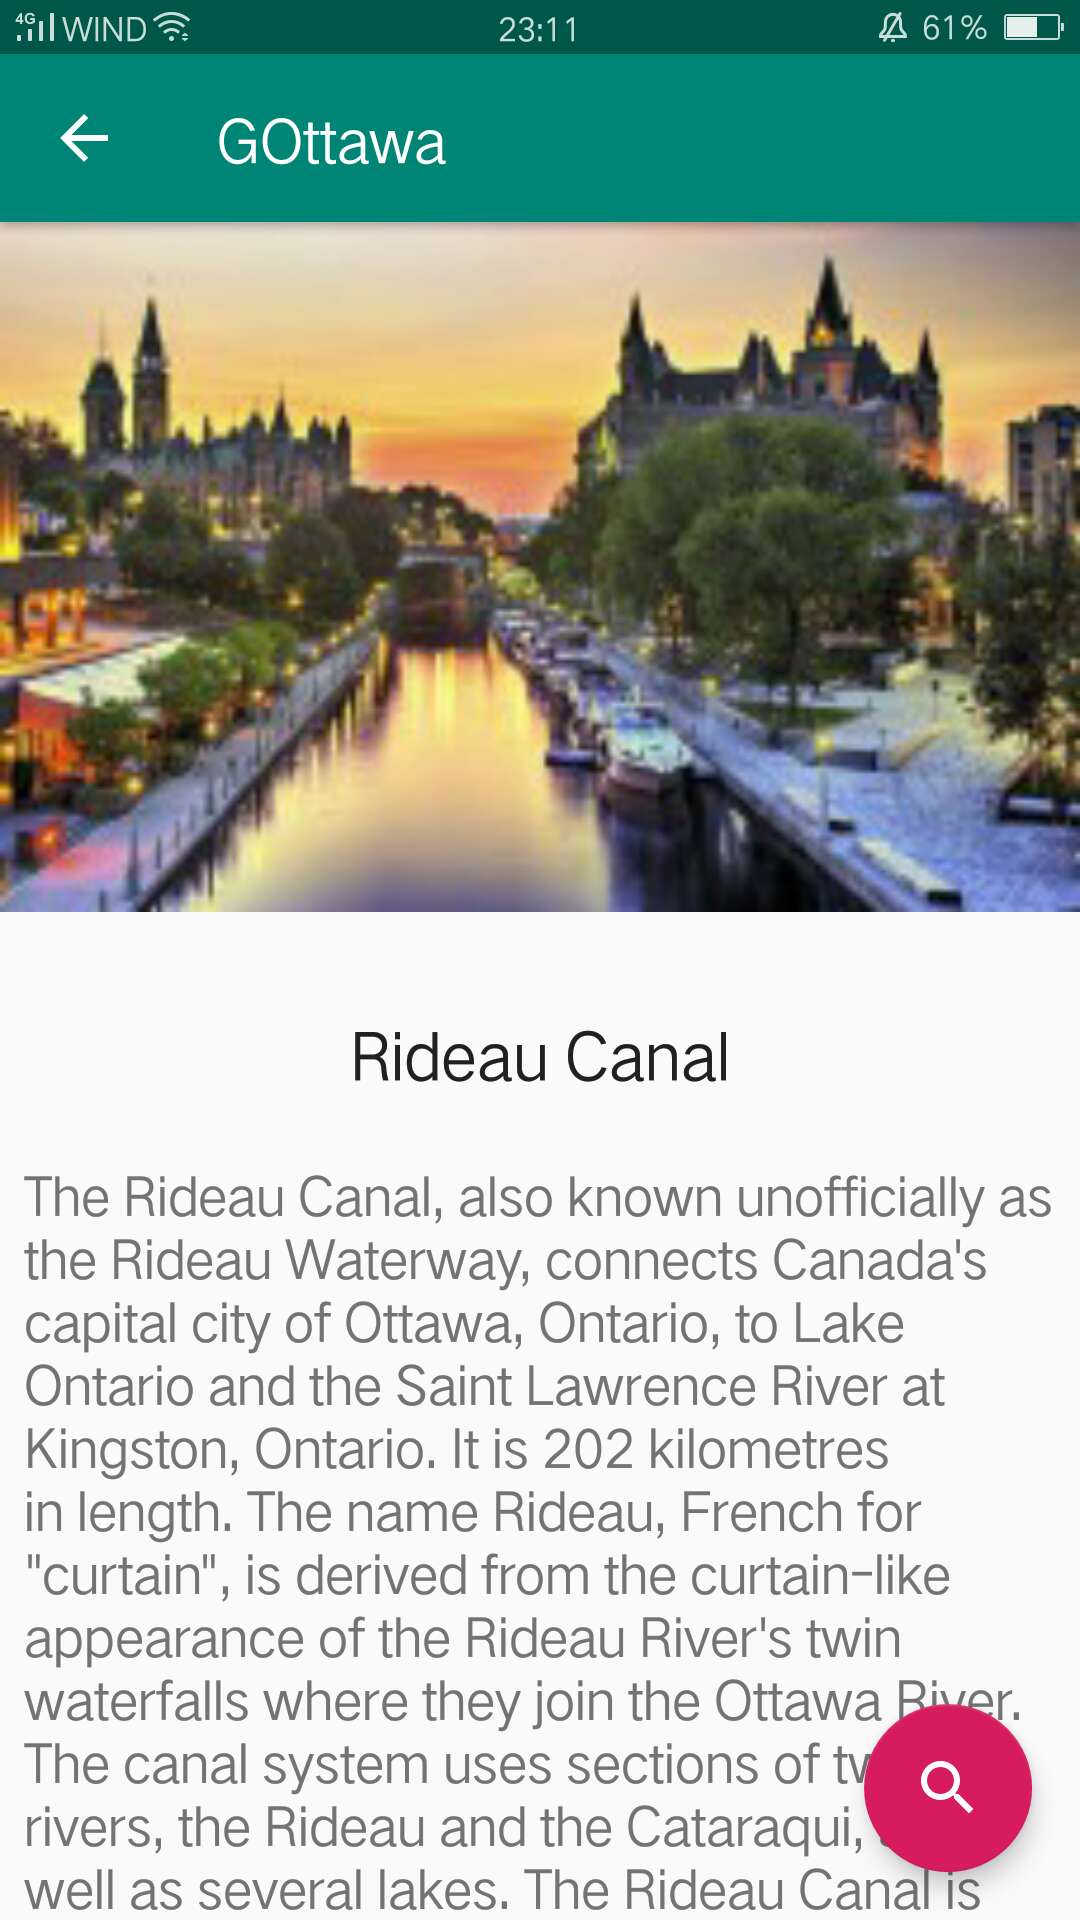 4G WIND 23:11 61%
GOttawa
Rideau Canal
The Rideau Canal, also known unofficially as
the Rideau Waterway, connects Canada's
capital city of Ottawa, Ontario, to Lake
Ontario and the Saint Lawrence River at
Kingston, Ontario. It is 202 kilometres
in length. The name Rideau, French for
"curtain", is derived from the curtain-like
appearance of the Rideau River's twin
waterfalls where they join the Ottawa River.
The canal system uses sections of
rivers, the Rideau and the Cataraqui,
well as several lakes. The Rideau Canal is